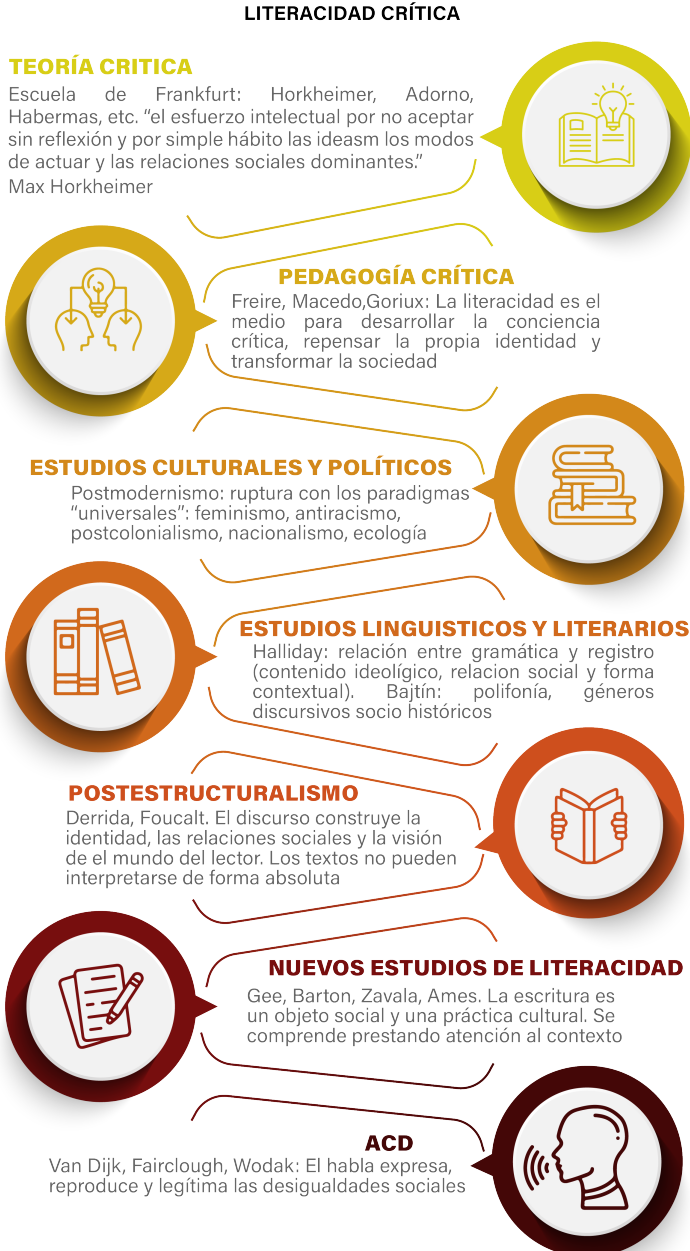 LITERACIDAD CRÍTICA
TEORÍA CRITICA
Escuela de Frankfurt: Horkheimer, Adorno,
Habermas, etc. “el esfuerzo intelectual por no aceptar
sin reflexión y por simple hábito las ideasm los modos
de actuar y las relaciones sociales dominantes.”
Max Horkheimer
PEDAGOGÍA CRÍTICA
Freire, Macedo,Goriux: La literacidad es el
medio para desarrollar la conciencia
crítica, repensar la propia identidad y
transformar la sociedad
ESTUDIOS CULTURALES Y POLÍTICOS
Postmodernismo: ruptura con los paradigmas
“universales”: feminismo, antiracismo,
postcolonialismo, nacionalismo, ecología
ESTUDIOS LINGUISTICOS Y LITERARIOS
Halliday: relación entre gramática y registro
(contenido ideolígico, relacion social y forma
contextual). Bajtín: polifonía, géneros
discursivos socio históricos
POSTESTRUCTURALISMO
Derrida, Foucalt. El discurso construye la
identidad, las relaciones sociales y la visión
de el mundo del lector. Los textos no pueden
interpretarse de forma absoluta
NUEVOS ESTUDIOS DE LITERACIDAD
Gee, Barton, Zavala, Ames. La escritura es
un objeto social y una práctica cultural. Se
comprende prestando atención al contexto
ACD
Van Dijk, Fairclough, Wodak: El habla expresa,
reproduce y legítima las desigualdades sociales